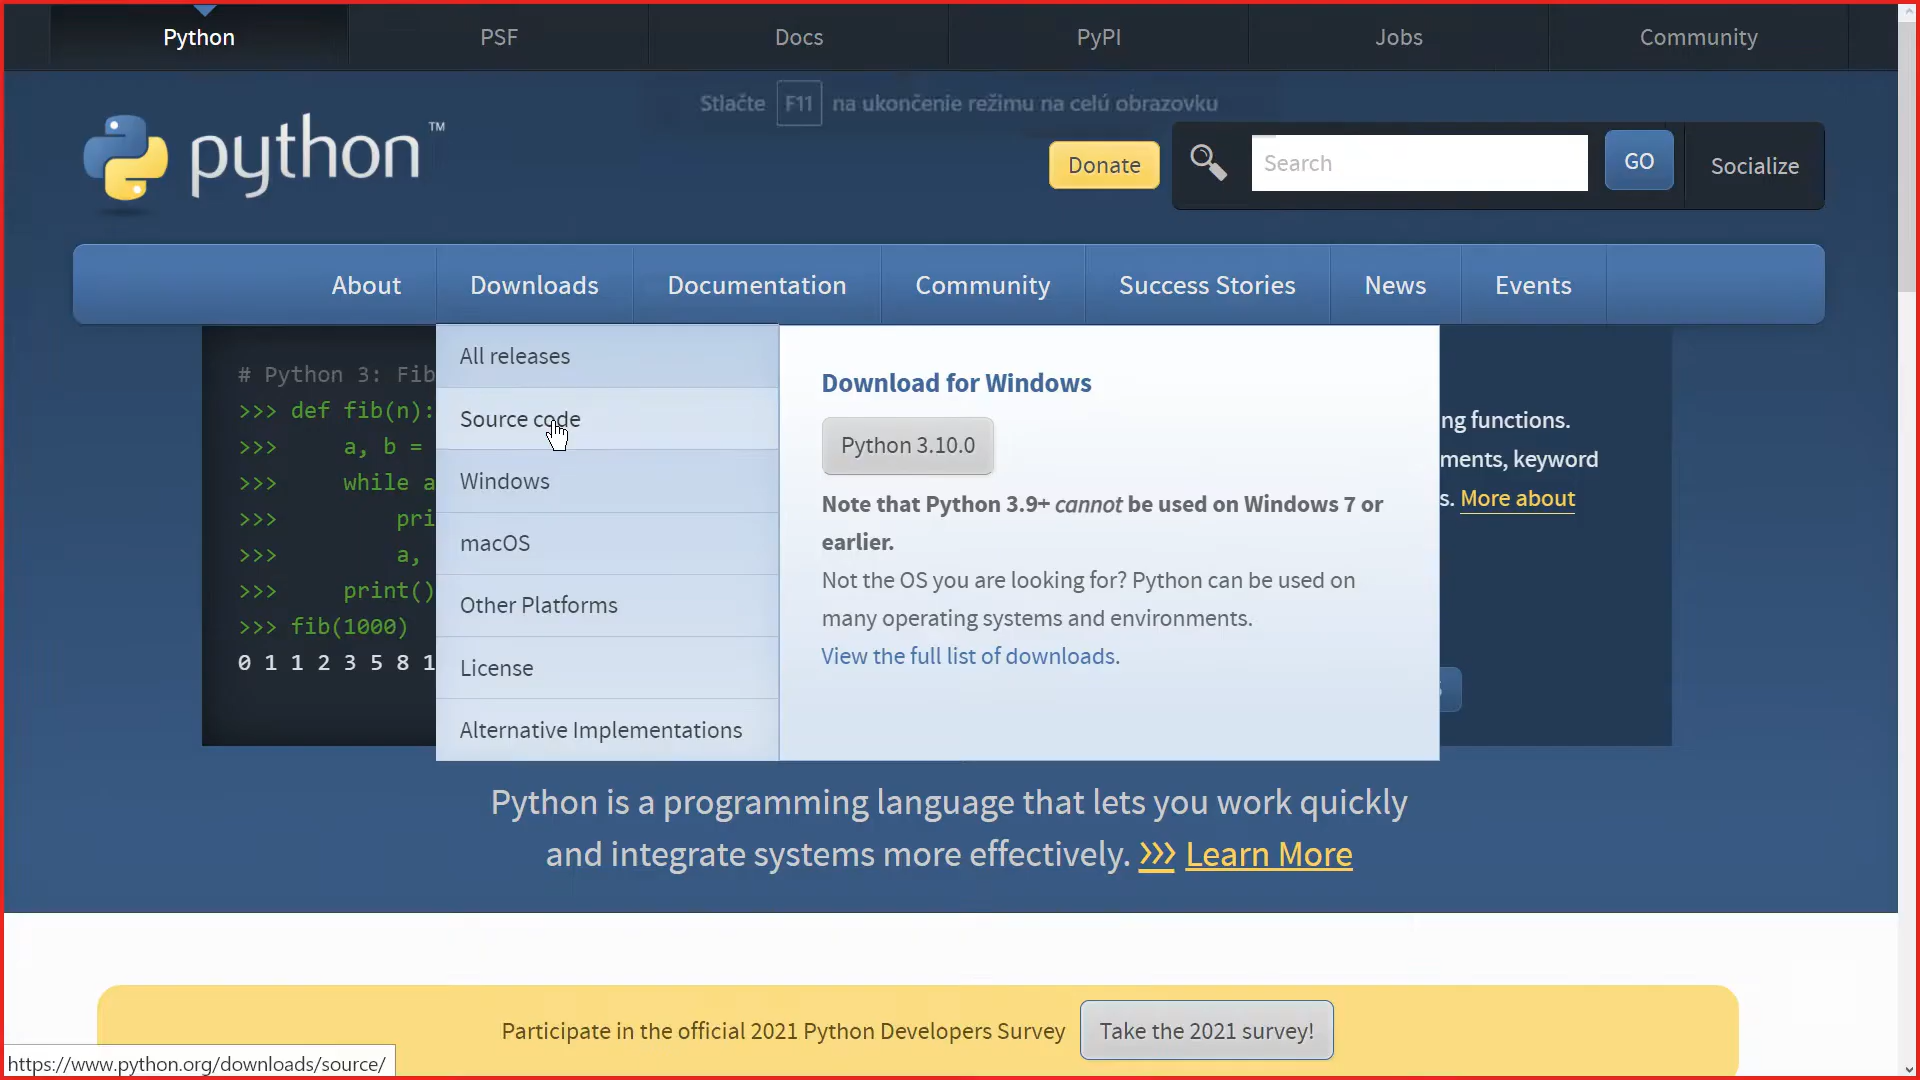 Python PSF Docs PyPI Jobs Community
Stlačte F11 na ukončenie režimu na celú obrazovku
python™
Donate Search GO Socialize
About Downloads Documentation Community Success Stories News Events
# Python 3: Fib
>>> def fib(n):
>>> a, b =
>>> while a
>>> pri
>>> a,
>>> print()
>>> fib(1000)
0 1 1 2 3 5 8 1
All releases
Source code
Windows
macOS
Other Platforms
License
Alternative Implementations
Download for Windows
Python 3.10.0
Note that Python 3.9+ cannot be used on Windows 7 or
earlier.
Not the OS you are looking for? Python can be used on
many operating systems and environments.
View the full list of downloads.
ng functions.
ments, keyword
s. More about
Python is a programming language that lets you work quickly
and integrate systems more effectively. >>> Learn More
Participate in the official 2021 Python Developers Survey Take the 2021 survey!
https://www.python.org/downloads/source/